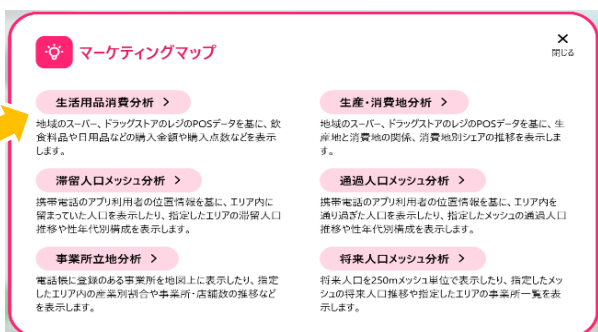 マーケティングマップ
×
閉じる
生活用品消費分析 >
地域のスーパー、ドラッグストアのレジのPOSデータを基に、飲
食料品や日用品などの購入金額や購入点数などを表示
します。
生産・消費地分析 >
地域のスーパー、ドラッグストアのレジのPOSデータを基に、生
産地と消費地の関係、消費地別シェアの推移を表示しま
す。
滞留人口メッシュ分析 >
携帯電話のアプリ利用者の位置情報を基に、エリア内に
留まっていた人口を表示したり、指定したエリアの滞留人口
推移や性年代別構成を表示します。
通過人口メッシュ分析 >
携帯電話のアプリ利用者の位置情報を基に、エリア内を
通り過ぎた人口を表示したり、指定したメッシュの通過人口
推移や性年代別構成を表示します。
事業所立地分析 >
電話帳に登録のある事業所を地図上に表示したり、指定
したエリア内の産業別割合や事業所・店舗数の推移など
を表示します。
将来人口メッシュ分析 >
将来人口を250mメッシュ単位で表示したり、指定したメッ
シュの将来人口推移や指定したエリアの事業所一覧を表
示します。